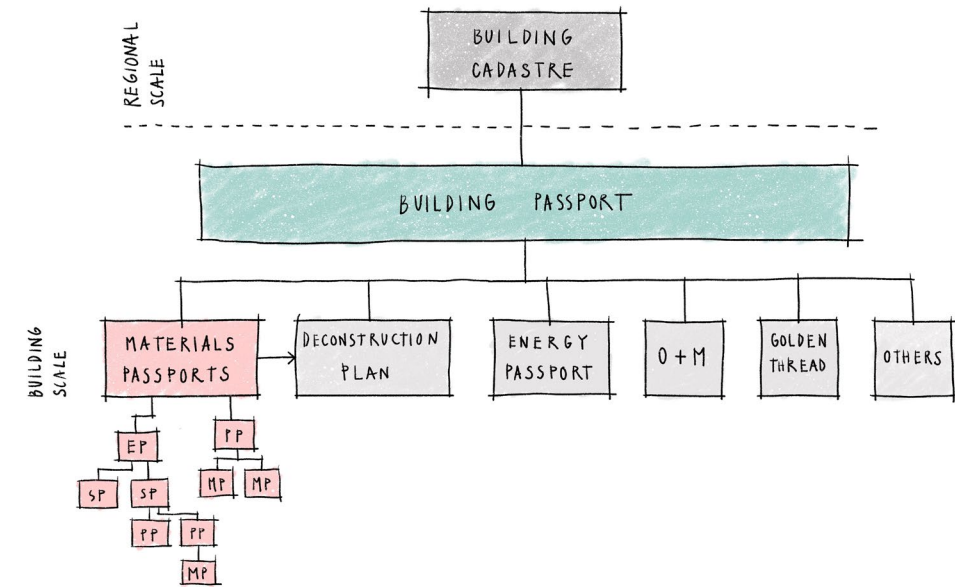 REGIONAL
SCALE
BUILDING
CADASTRE
BUILDING PASSPORT
BUILDING
SCALE
MATERIALS
PASSPORTS
DECONSTRUCTION
PLAN
ENERGY
PASSPORT
O+M
GOLDEN
THREAD
OTHERS
EP
PP
SP
SP
MP
MP
PP
PP
MP